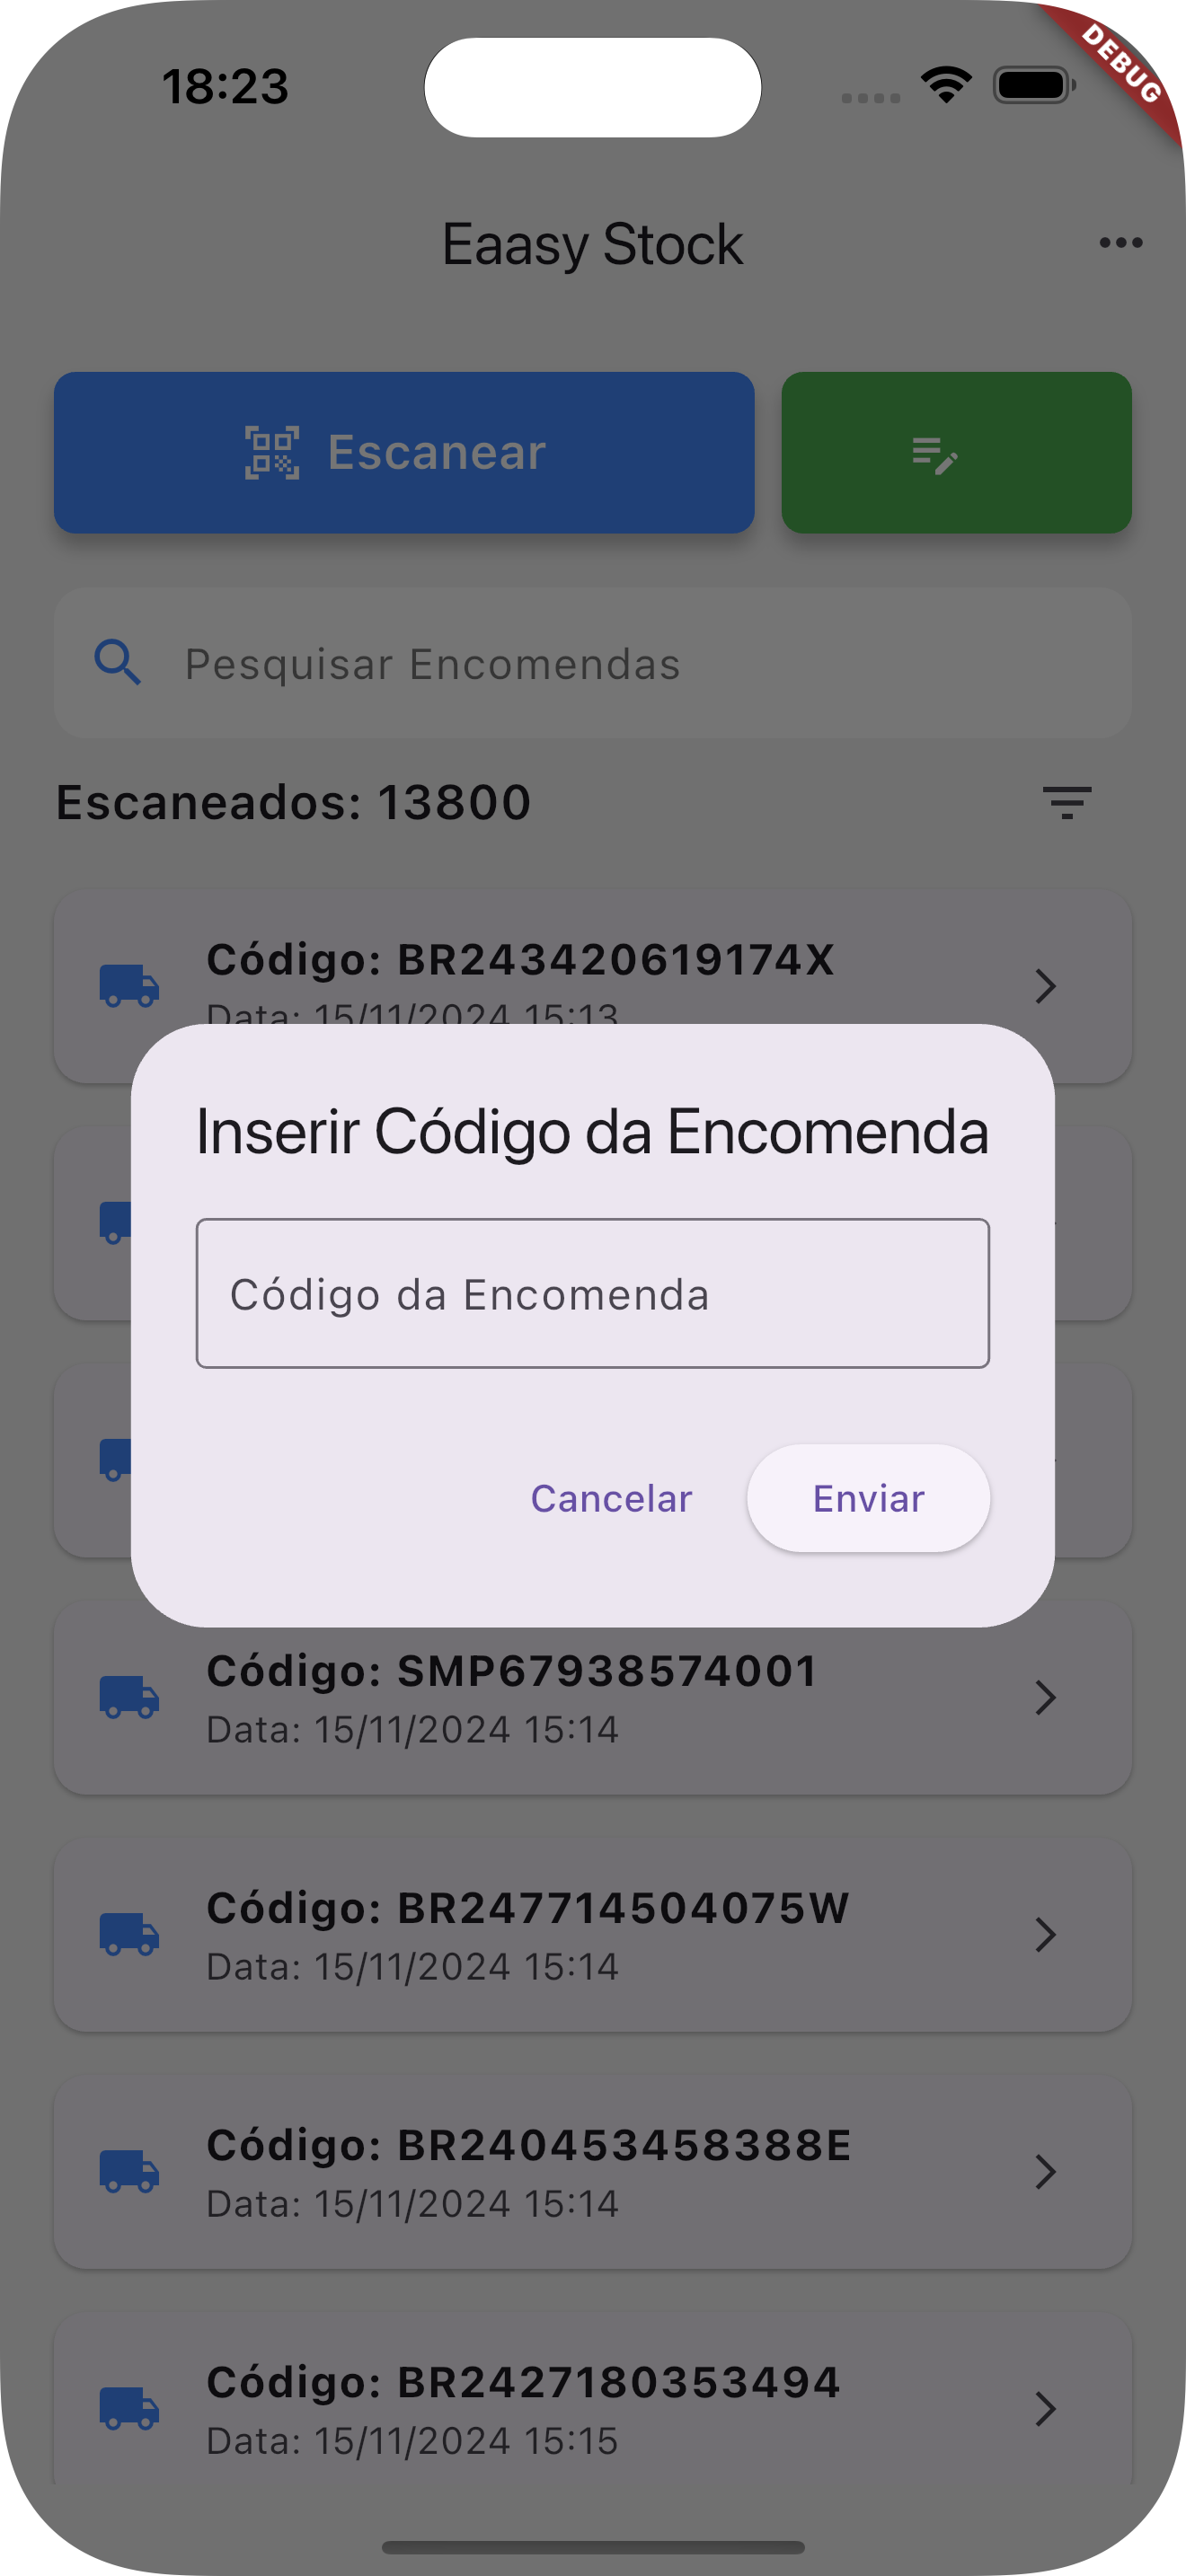 18:23
DEBUG
Eaasy Stock
Escanear
Pesquisar Encomendas
Escaneados: 13800
Código: BR243420619174X
Data: 15/11/2024 15:13
Inserir Código da Encomenda
Código da Encomenda
Cancelar Enviar
Código: SMP67938574001
Data: 15/11/2024 15:14
Código: BR247714504075W
Data: 15/11/2024 15:14
Código: BR240453458388E
Data: 15/11/2024 15:14
Código: BR2427180353494
Data: 15/11/2024 15:15